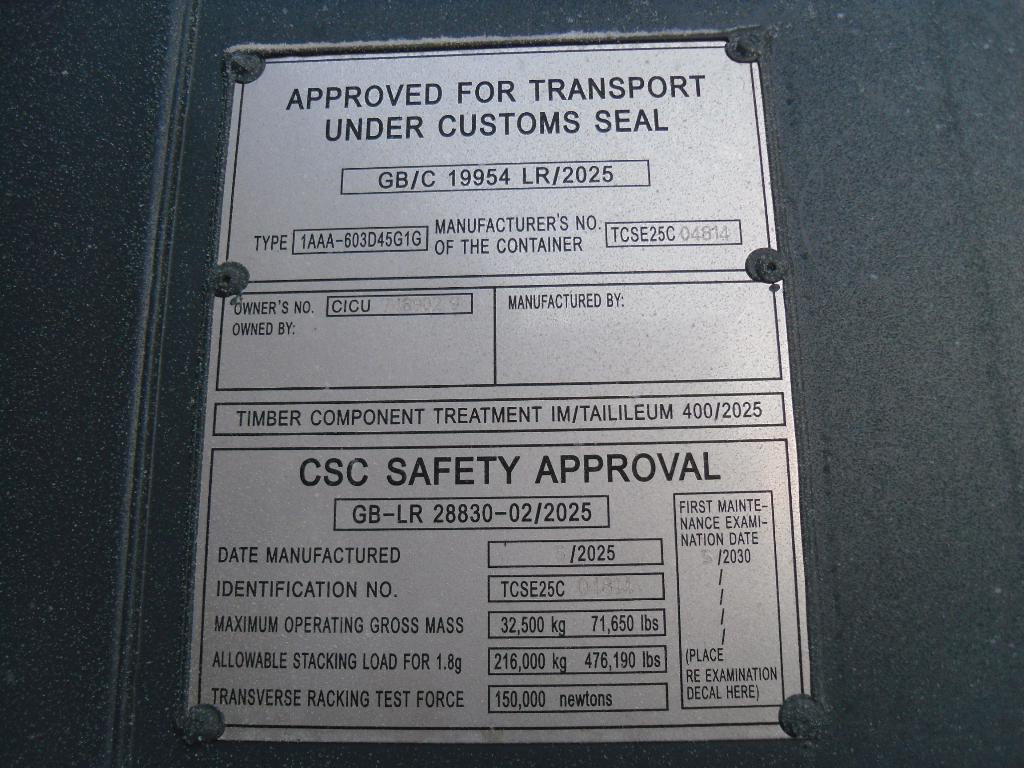 APPROVED FOR TRANSPORT
UNDER CUSTOMS SEAL
GB/C 19954 LR/2025
TYPE 1AAA-603D45G1G MANUFACTURER'S NO. OF THE CONTAINER TCSE25C 04814
OWNER'S NO. CICU
OWNED BY:
MANUFACTURED BY:
TIMBER COMPONENT TREATMENT IM/TAILILEUM 400/2025
CSC SAFETY APPROVAL
GB-LR 28830-02/2025
DATE MANUFACTURED 5/2025
IDENTIFICATION NO. TCSE25C 04814
MAXIMUM OPERATING GROSS MASS 32,500 kg 71,650 lbs
ALLOWABLE STACKING LOAD FOR 1.8g 216,000 kg 476,190 lbs
TRANSVERSE RACKING TEST FORCE 150,000 newtons
FIRST MAINTE-
NANCE EXAMI-
NATION DATE
5/2030
/
/
/
/
(PLACE
RE EXAMINATION
DECAL HERE)